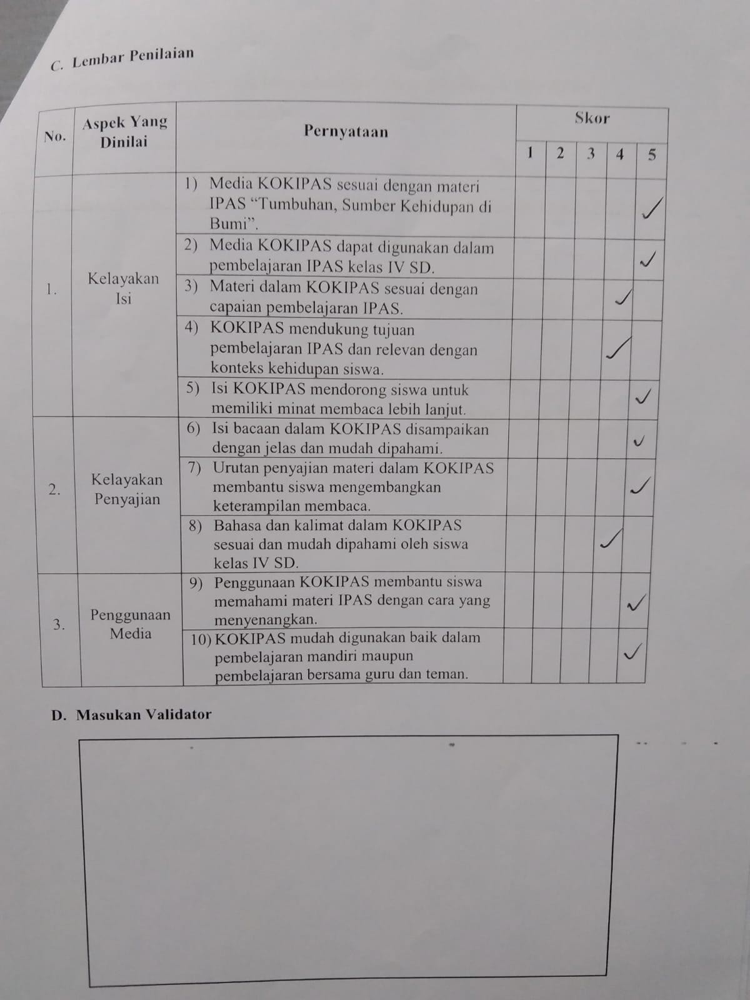 C. Lembar Penilaian
No.
Aspek Yang
Dinilai
Pernyataan
Skor
1 2 3 4 5
1.
Kelayakan
Isi
1) Media KOKIPAS sesuai dengan materi
IPAS “Tumbuhan, Sumber Kehidupan di
Bumi”.
2) Media KOKIPAS dapat digunakan dalam
pembelajaran IPAS kelas IV SD.
3) Materi dalam KOKIPAS sesuai dengan
capaian pembelajaran IPAS.
4) KOKIPAS mendukung tujuan
pembelajaran IPAS dan relevan dengan
konteks kehidupan siswa.
5) Isi KOKIPAS mendorong siswa untuk
memiliki minat membaca lebih lanjut.
2.
Kelayakan
Penyajian
6) Isi bacaan dalam KOKIPAS disampaikan
dengan jelas dan mudah dipahami.
7) Urutan penyajian materi dalam KOKIPAS
membantu siswa mengembangkan
keterampilan membaca.
8) Bahasa dan kalimat dalam KOKIPAS
sesuai dan mudah dipahami oleh siswa
kelas IV SD.
3.
Penggunaan
Media
9) Penggunaan KOKIPAS membantu siswa
memahami materi IPAS dengan cara yang
menyenangkan.
10) KOKIPAS mudah digunakan baik dalam
pembelajaran mandiri maupun
pembelajaran bersama guru dan teman.
D. Masukan Validator